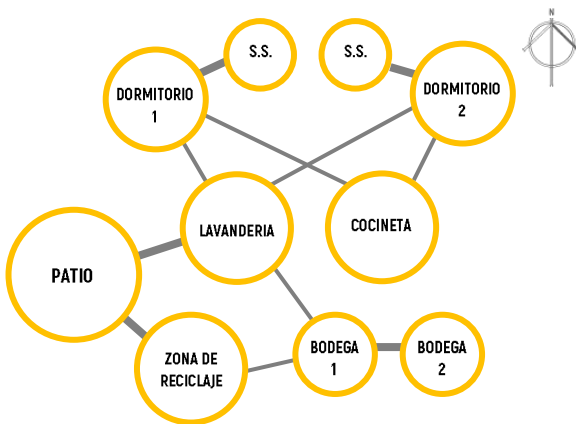 N
S.S.
S.S.
DORMITORIO
1
DORMITORIO
2
LAVANDERIA
COCINETA
PATIO
ZONA DE
RECICLAJE
BODEGA
1
BODEGA
2